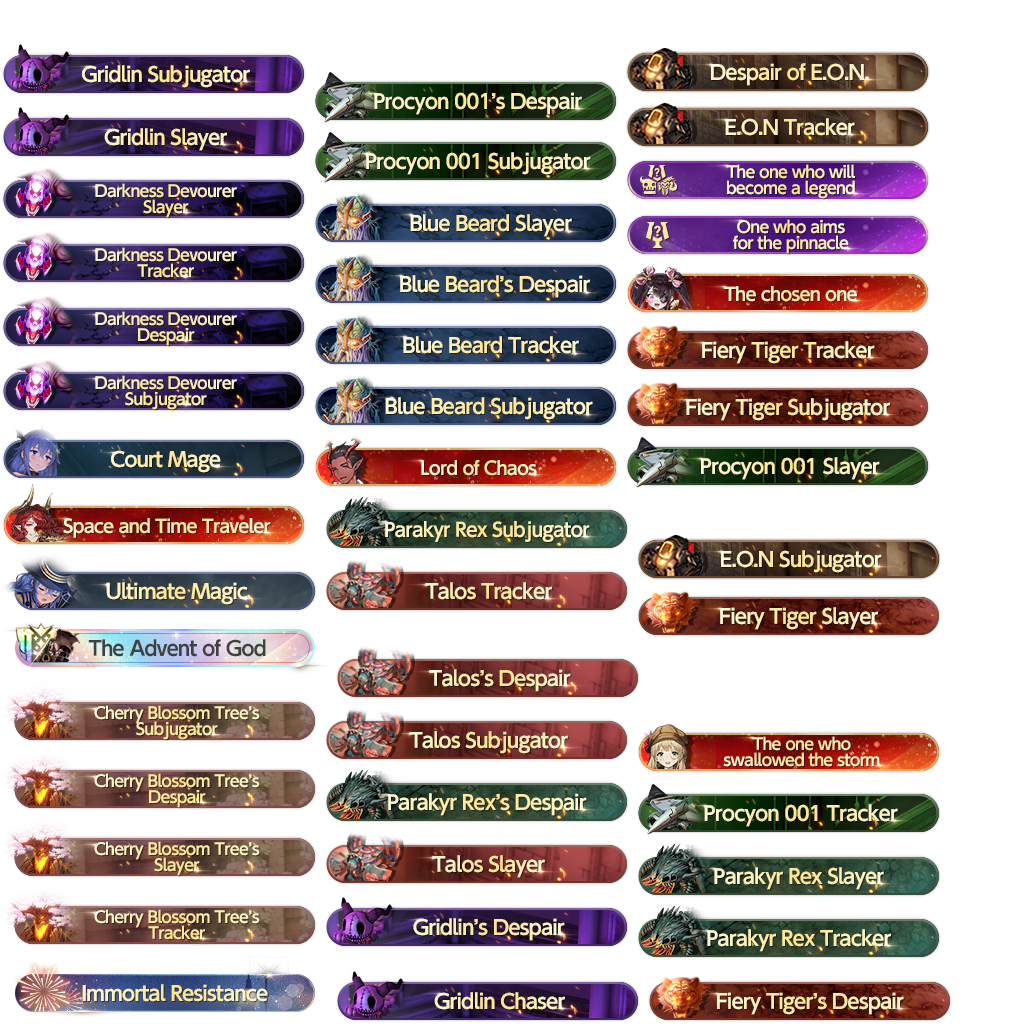 Gridlin Subjugator
Gridlin Slayer
Darkness Devourer
Slayer
Darkness Devourer
Tracker
Darkness Devourer
Despair
Darkness Devourer
Subjugator
Court Mage
Space and Time Traveler
Ultimate Magic
The Advent of God
Cherry Blossom Tree's
Subjugator
Cherry Blossom Tree's
Despair
Cherry Blossom Tree's
Slayer
Cherry Blossom Tree's
Tracker
Immortal Resistance
Procyon 001's Despair
Procyon 001 Subjugator
Blue Beard Slayer
Blue Beard's Despair
Blue Beard Tracker
Blue Beard Subjugator
Lord of Chaos
Parakyr Rex Subjugator
Talos Tracker
Talos's Despair
Talos Subjugator
Parakyr Rex's Despair
Talos Slayer
Gridlin's Despair
Gridlin Chaser
Despair of E.O.N
E.O.N Tracker
The one who will
become a legend
One who aims
for the pinnacle
The chosen one
Fiery Tiger Tracker
Fiery Tiger Subjugator
Procyon 001 Slayer
E.O.N Subjugator
Fiery Tiger Slayer
The one who
swallowed the storm
Procyon 001 Tracker
Parakyr Rex Slayer
Parakyr Rex Tracker
Fiery Tiger's Despair